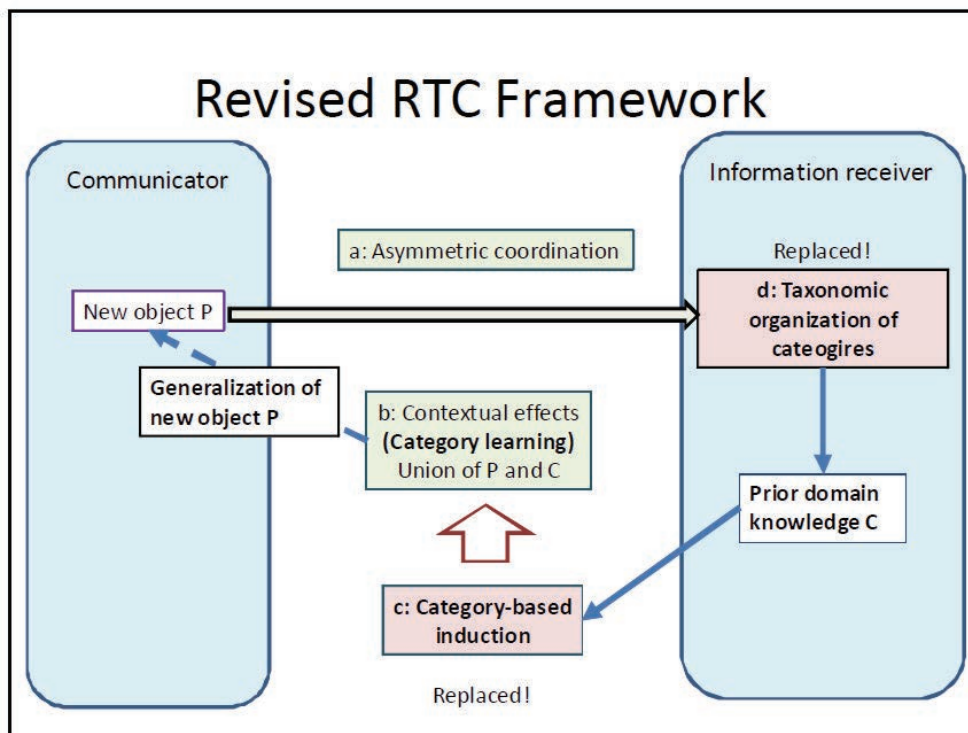 Revised RTC Framework
Communicator
Information receiver
a: Asymmetric coordination
Replaced!
New object P
d: Taxonomic
organization of
cateogires
Generalization of
new object P
b: Contextual effects
(Category learning)
Union of P and C
Prior domain
knowledge C
c: Category-based
induction
Replaced!